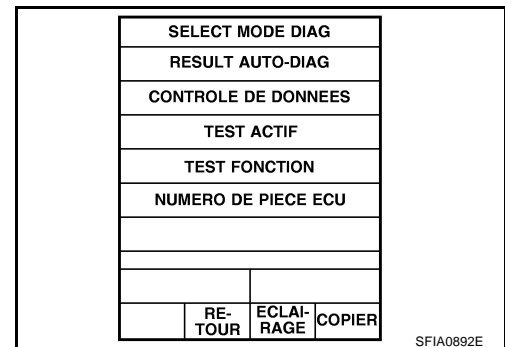 SELECT MODE DIAG
RESULT AUTO-DIAG
CONTROLE DE DONNEES
TEST ACTIF
TEST FONCTION
NUMERO DE PIECE ECU
RE-
TOUR
ECLAI-
RAGE
COPIER
SFIA0892E